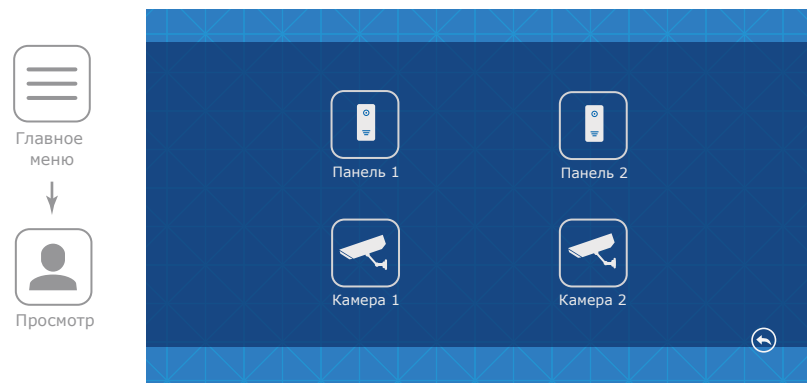 Главное
меню
Просмотр
Панель 1
Панель 2
Камера 1
Камера 2